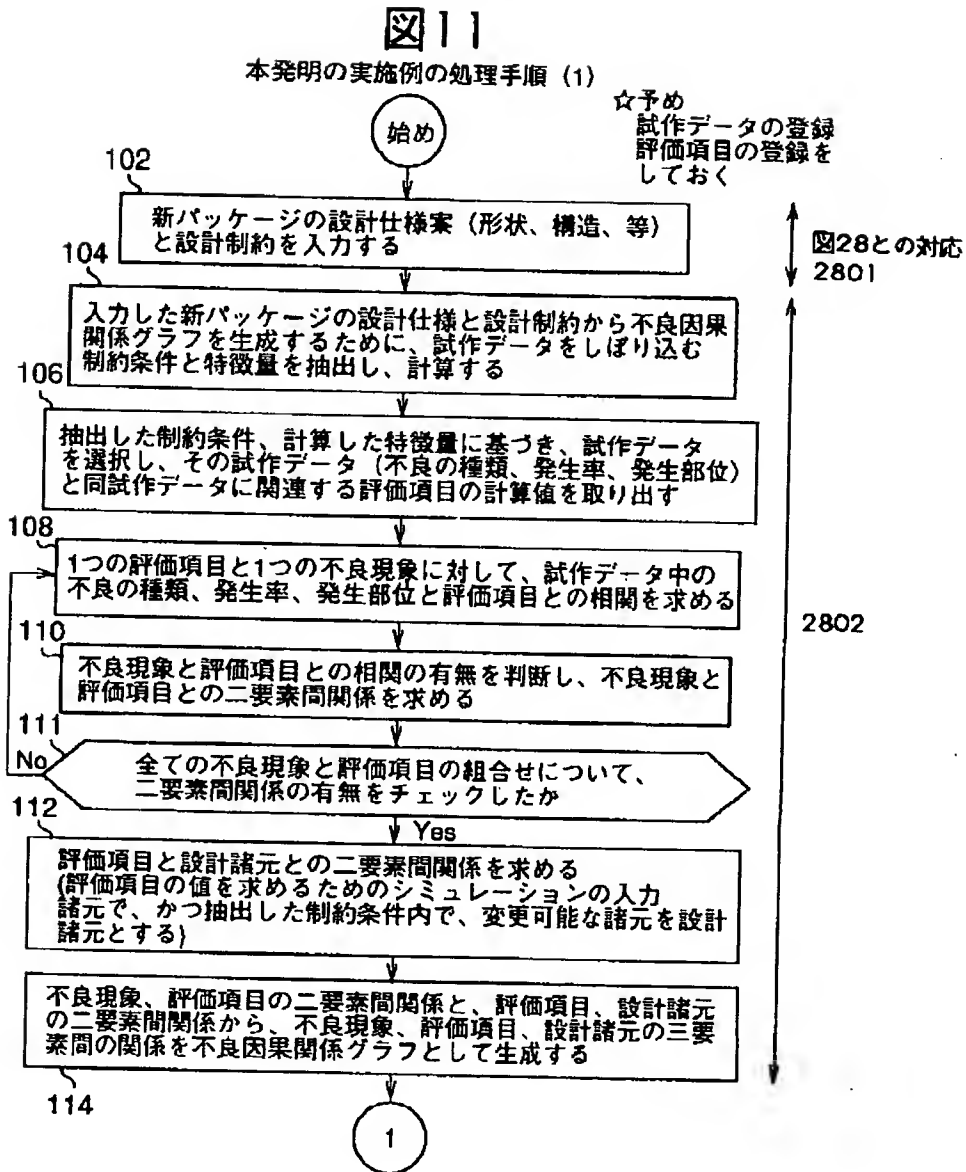 図11
本発明の実施例の処理手順 (1)
始め
☆予め
試作データの登録
評価項目の登録を
しておく
102
新パッケージの設計仕様案（形状、構造、等）
と設計制約を入力する
図28との対応
2801
104
入力した新パッケージの設計仕様と設計制約から不良因果
関係グラフを生成するために、試作データをしぼり込む
制約条件と特徴量を抽出し、計算する
106
抽出した制約条件、計算した特徴量に基づき、試作データ
を選択し、その試作データ（不良の種類、発生率、発生部位）
と同試作データに関連する評価項目の計算値を取り出す
108
1つの評価項目と1つの不良現象に対して、試作データ中の
不良の種類、発生率、発生部位と評価項目との相関を求める
2802
110
不良現象と評価項目との相関の有無を判断し、不良現象と
評価項目との二要素間関係を求める
111
No
全ての不良現象と評価項目の組合せについて、
二要素間関係の有無をチェックしたか
Yes
112
評価項目と設計諸元との二要素間関係を求める
(評価項目の値を求めるためのシミュレーションの入力
諸元で、かつ抽出した制約条件内で、変更可能な諸元を設計
諸元とする)
不良現象、評価項目の二要素間関係と、評価項目、設計諸元
の二要素間関係から、不良現象、評価項目、設計諸元の三要
素間の関係を不良因果関係グラフとして生成する
114
1